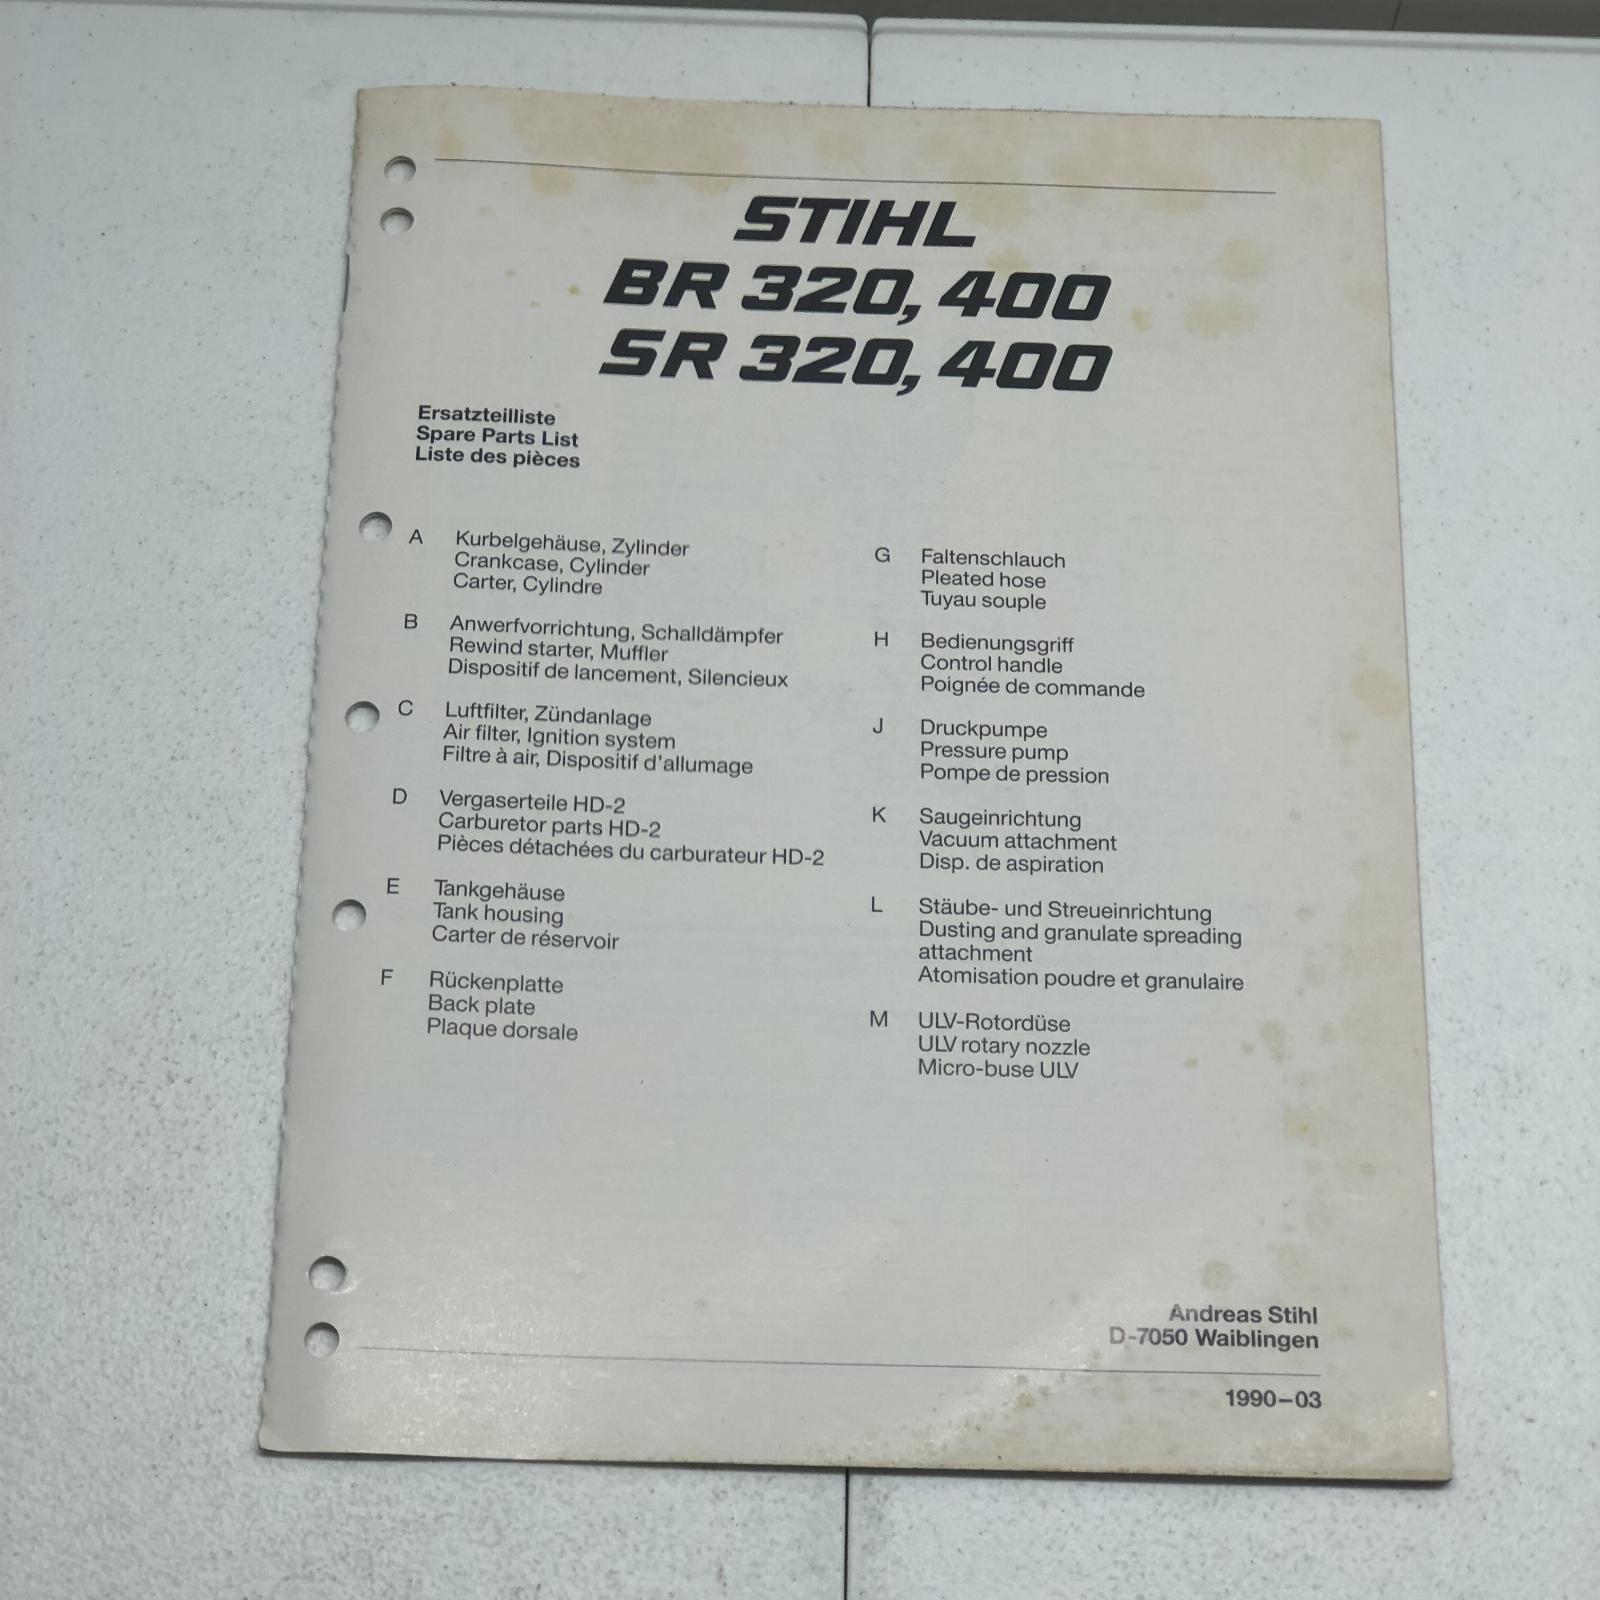 STIHL
BR 320, 400
SR 320, 400
Ersatzteilliste
Spare Parts List
Liste des pièces
A Kurbelgehäuse, Zylinder
Crankcase, Cylinder
Carter, Cylindre
B Anwerfvorrichtung, Schalldämpfer
Rewind starter, Muffler
Dispositif de lancement, Silencieux
C Luftfilter, Zündanlage
Air filter, Ignition system
Filtre à air, Dispositif d'allumage
D Vergaserteile HD-2
Carburetor parts HD-2
Pièces détachées du carburateur HD-2
E Tankgehäuse
Tank housing
Carter de réservoir
F Rückenplatte
Back plate
Plaque dorsale
G Faltenschlauch
Pleated hose
Tuyau souple
H Bedienungsgriff
Control handle
Poignée de commande
J Druckpumpe
Pressure pump
Pompe de pression
K Saugeinrichtung
Vacuum attachment
Disp. de aspiration
L Stäube- und Streueinrichtung
Dusting and granulate spreading
attachment
Atomisation poudre et granulaire
M ULV-Rotordüse
ULV rotary nozzle
Micro-buse ULV
Andreas Stihl
D-7050 Waiblingen
1990–03